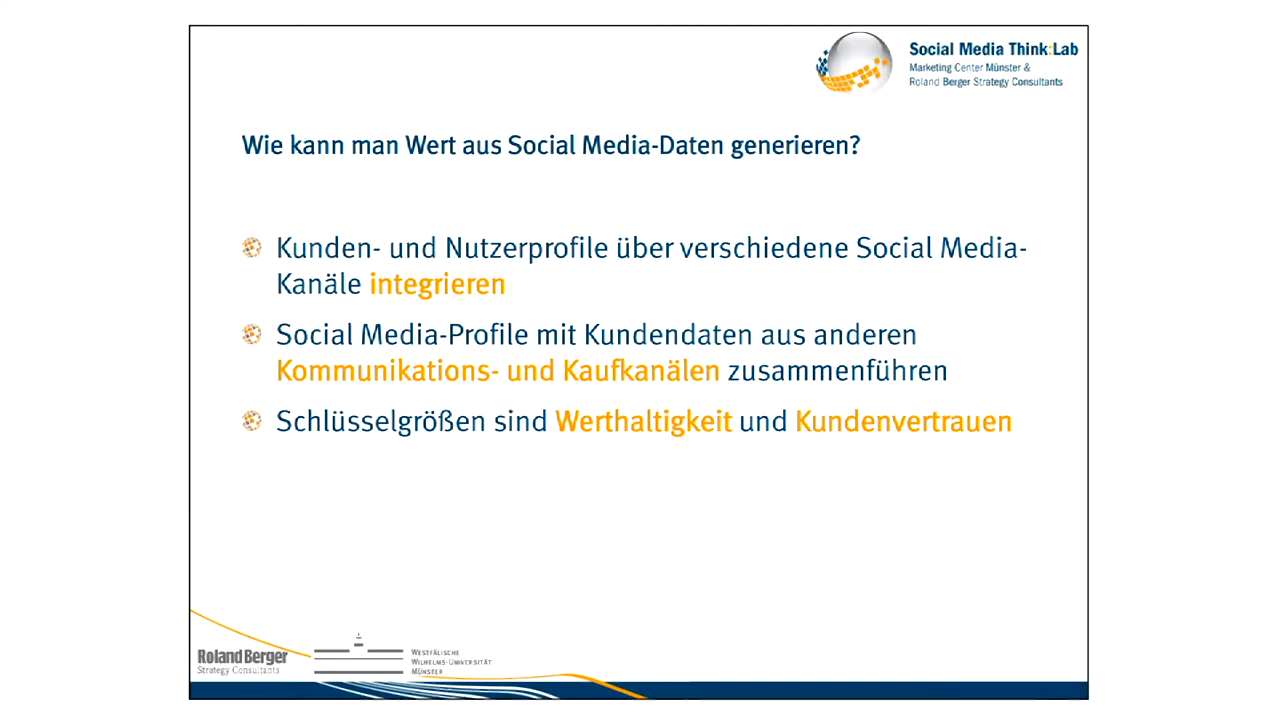 Social Media Think:Lab
Marketing Center Münster &
Roland Berger Strategy Consultants
Wie kann man Wert aus Social Media-Daten generieren?
Kunden- und Nutzerprofile über verschiedene Social Media-
Kanäle integrieren
Social Media-Profile mit Kundendaten aus anderen
Kommunikations- und Kaufkanälen zusammenführen
Schlüsselgrößen sind Werthaltigkeit und Kundenvertrauen
Roland Berger
Strategy Consultants
Westfälische
Wilhelms-Universität
Münster